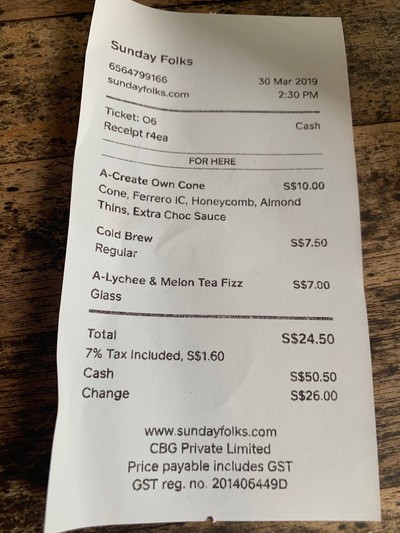 Sunday Folks
6564799166
sundayfolks.com
30 Mar 2019
2:30 PM
Ticket: O6
Receipt r4ea
Cash
FOR HERE
A-Create Own Cone S$10.00
Cone, Ferrero IC, Honeycomb, Almond
Thins, Extra Choc Sauce
Cold Brew S$7.50
Regular
A-Lychee & Melon Tea Fizz S$7.00
Glass
Total S$24.50
7% Tax Included, S$1.60
Cash S$50.50
Change S$26.00
www.sundayfolks.com
CBG Private Limited
Price payable includes GST
GST reg. no. 201406449D